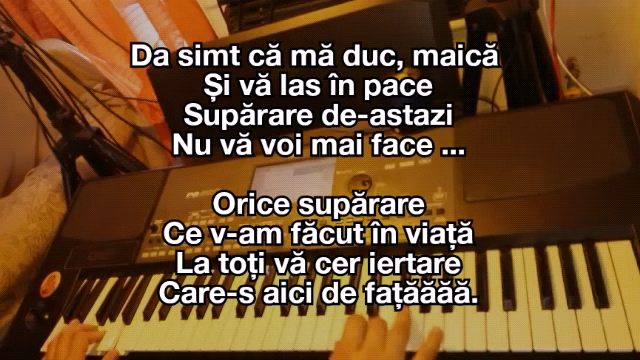 Da simt că mă duc, maică
Și vă las în pace
Supărare de-astazi
Nu vă voi mai face ...
Orice supărare
Ce v-am făcut în viață
La toți vă cer iertare
Care-s aici de fațăăăă.